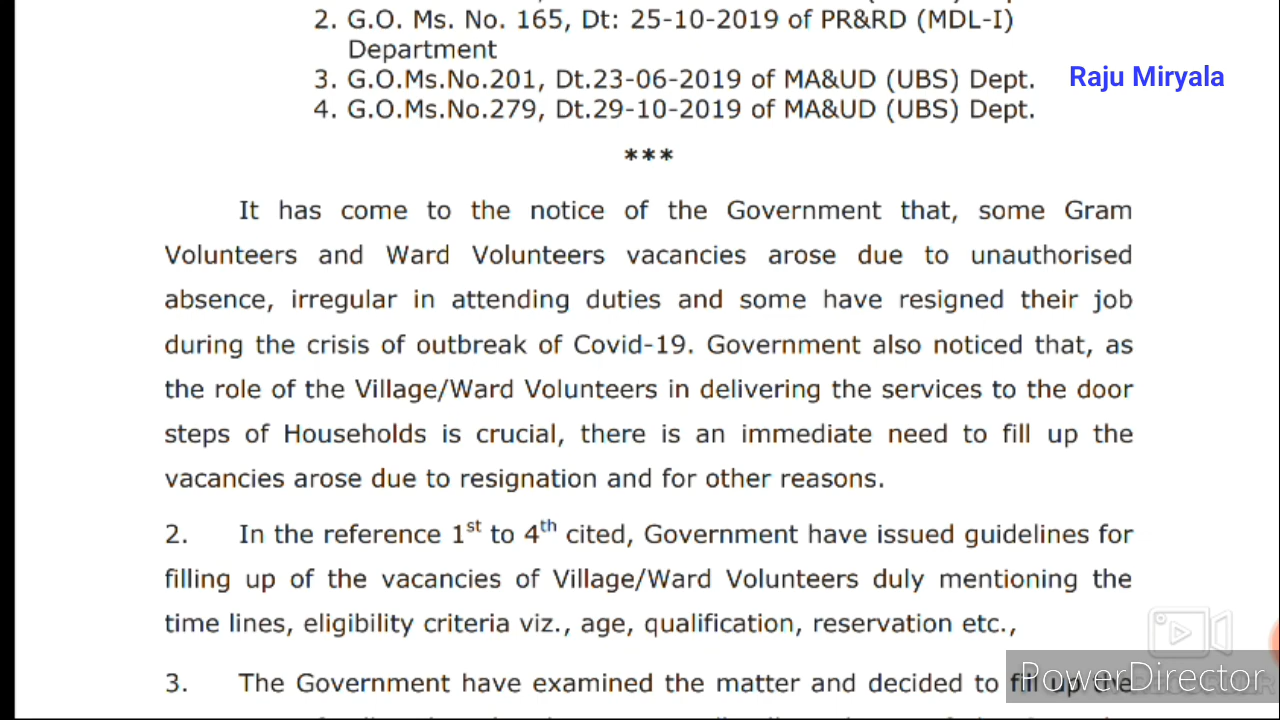 2. G.O. Ms. No. 165, Dt: 25-10-2019 of PR&RD (MDL-I)
Department
3. G.O.Ms.No.201, Dt.23-06-2019 of MA&UD (UBS) Dept.
4. G.O.Ms.No.279, Dt.29-10-2019 of MA&UD (UBS) Dept.
Raju Miryala
***
It has come to the notice of the Government that, some Gram
Volunteers and Ward Volunteers vacancies arose due to unauthorised
absence, irregular in attending duties and some have resigned their job
during the crisis of outbreak of Covid-19. Government also noticed that, as
the role of the Village/Ward Volunteers in delivering the services to the door
steps of Households is crucial, there is an immediate need to fill up the
vacancies arose due to resignation and for other reasons.
2. In the reference 1st to 4th cited, Government have issued guidelines for
filling up of the vacancies of Village/Ward Volunteers duly mentioning the
time lines, eligibility criteria viz., age, qualification, reservation etc.,
3. The Government have examined the matter and decided to fill up the
PowerDirector